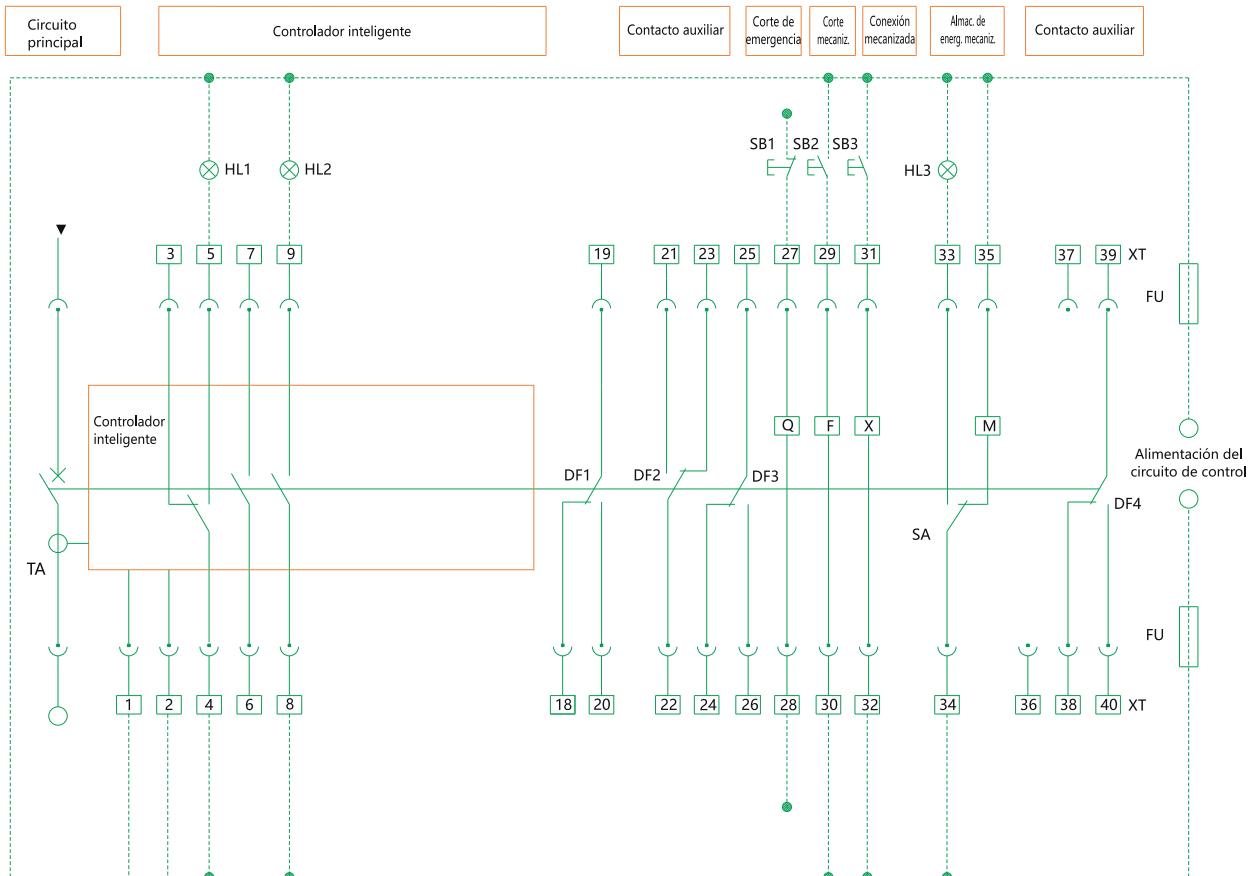 Circuito
principal
Controlador inteligente
Contacto auxiliar
Corte de
emergencia
Corte
mecaniz.
Conexión
mecanizada
Almac. de
energ. mecaniz.
Contacto auxiliar
SB1 SB2 SB3
HL1 HL2 HL3
3 5 7 9 19 21 23 25 27 29 31 33 35 37 39 XT
FU
Controlador
inteligente
Q F X M
Alimentación del
circuito de control
DF1 DF2 DF3
DF4
SA
TA
FU
1 2 4 6 8 18 20 22 24 26 28 30 32 34 36 38 40 XT